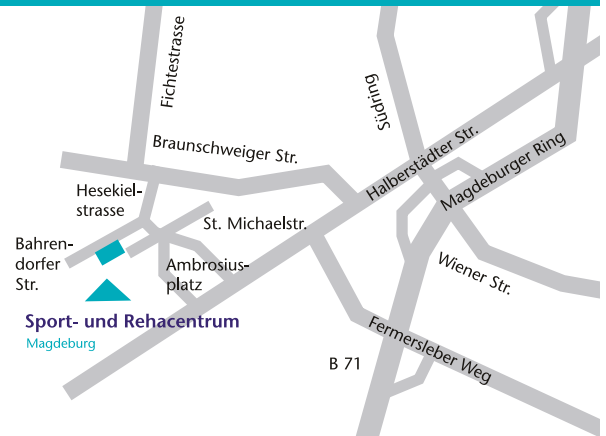 Fichtestrasse
Südring
Braunschweiger Str.
Halberstädter Str.
Magdeburger Ring
Hesekiel-
strasse
St. Michaelstr.
Bahren-
dorfer
Str.
Ambrosius-
platz
Wiener Str.
Sport- und Rehacentrum
Magdeburg
Fermersleber Weg
B 71